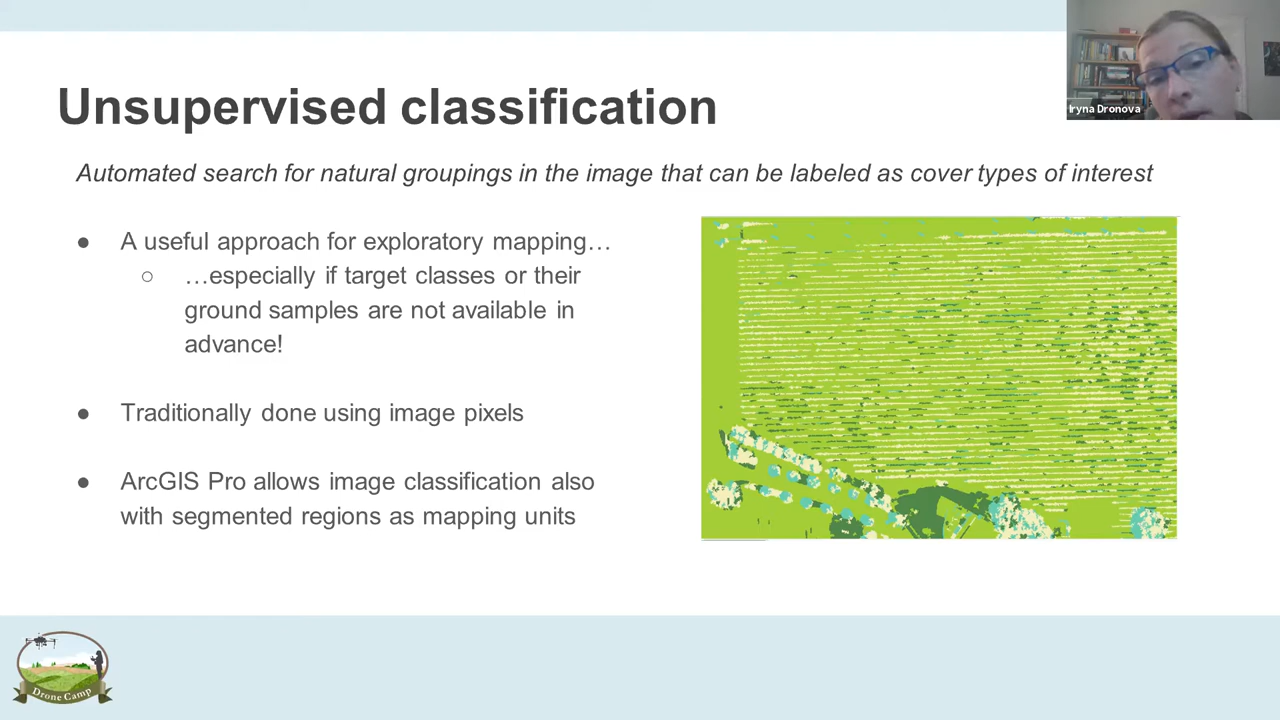 Iryna Dronova
Unsupervised classification
Automated search for natural groupings in the image that can be labeled as cover types of interest
● A useful approach for exploratory mapping…
○ …especially if target classes or their
ground samples are not available in
advance!
● Traditionally done using image pixels
● ArcGIS Pro allows image classification also
with segmented regions as mapping units
Drone Camp